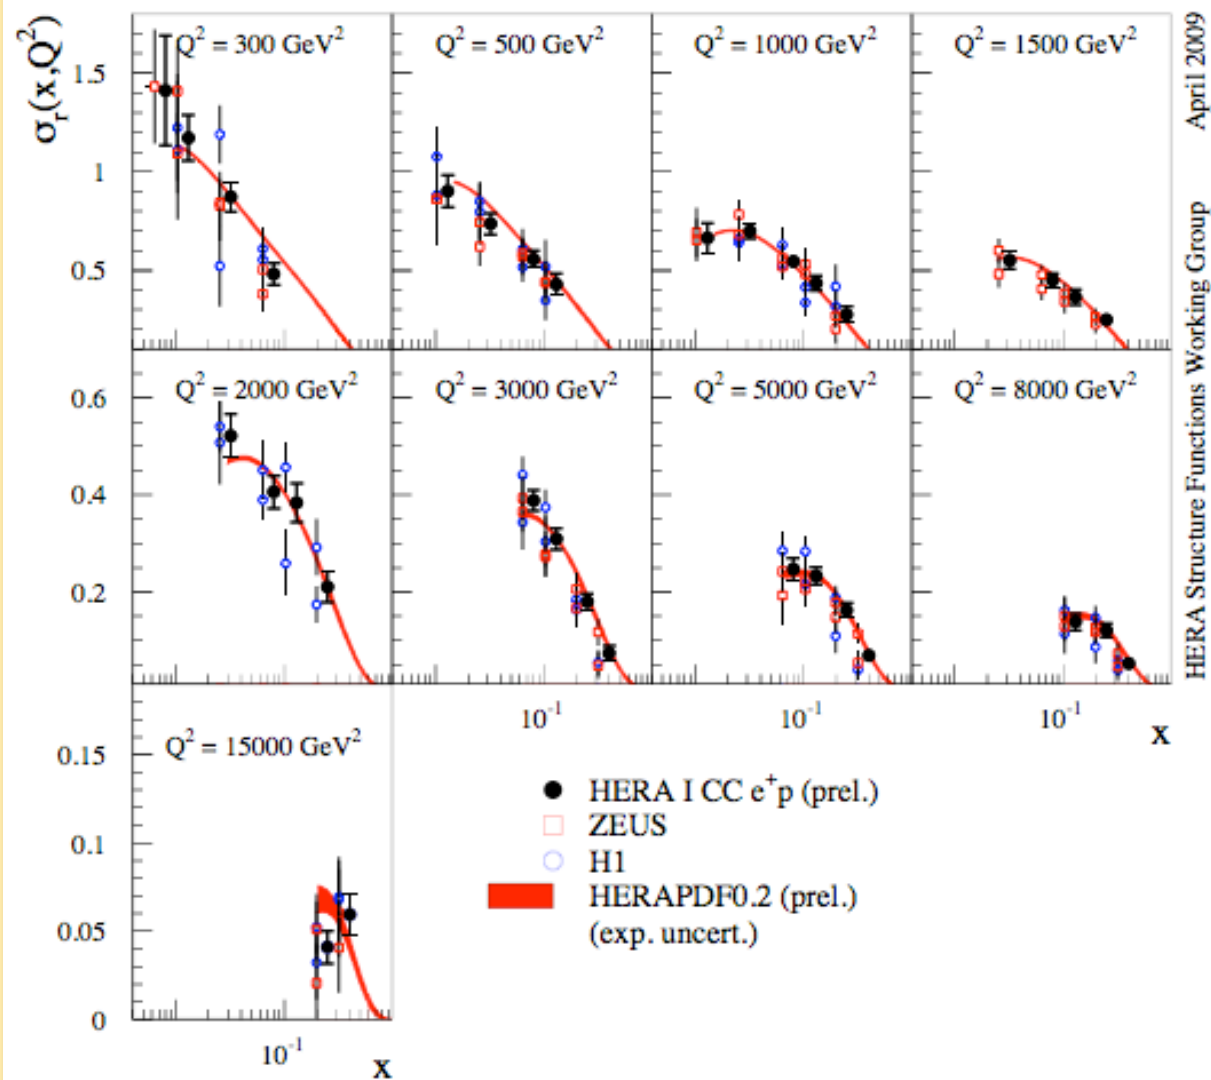 σr(x,Q²)
Q² = 300 GeV²
Q² = 500 GeV²
Q² = 1000 GeV²
Q² = 1500 GeV²
1.5
1
0.5
Q² = 2000 GeV²
Q² = 3000 GeV²
Q² = 5000 GeV²
Q² = 8000 GeV²
0.6
0.4
0.2
10⁻¹
10⁻¹
10⁻¹
x
Q² = 15000 GeV²
0.15
0.1
0.05
0
10⁻¹
x
HERA I CC e⁺p (prel.)
ZEUS
H1
HERAPDF0.2 (prel.)
(exp. uncert.)
HERA Structure Functions Working Group April 2009